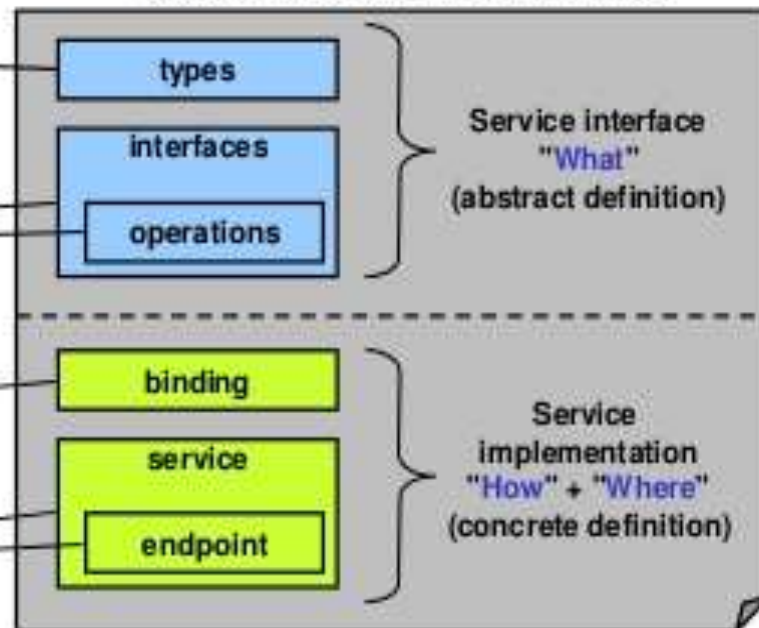 types
interfaces
operations
Service interface
"What"
(abstract definition)
binding
service
endpoint
Service
implementation
"How" + "Where"
(concrete definition)